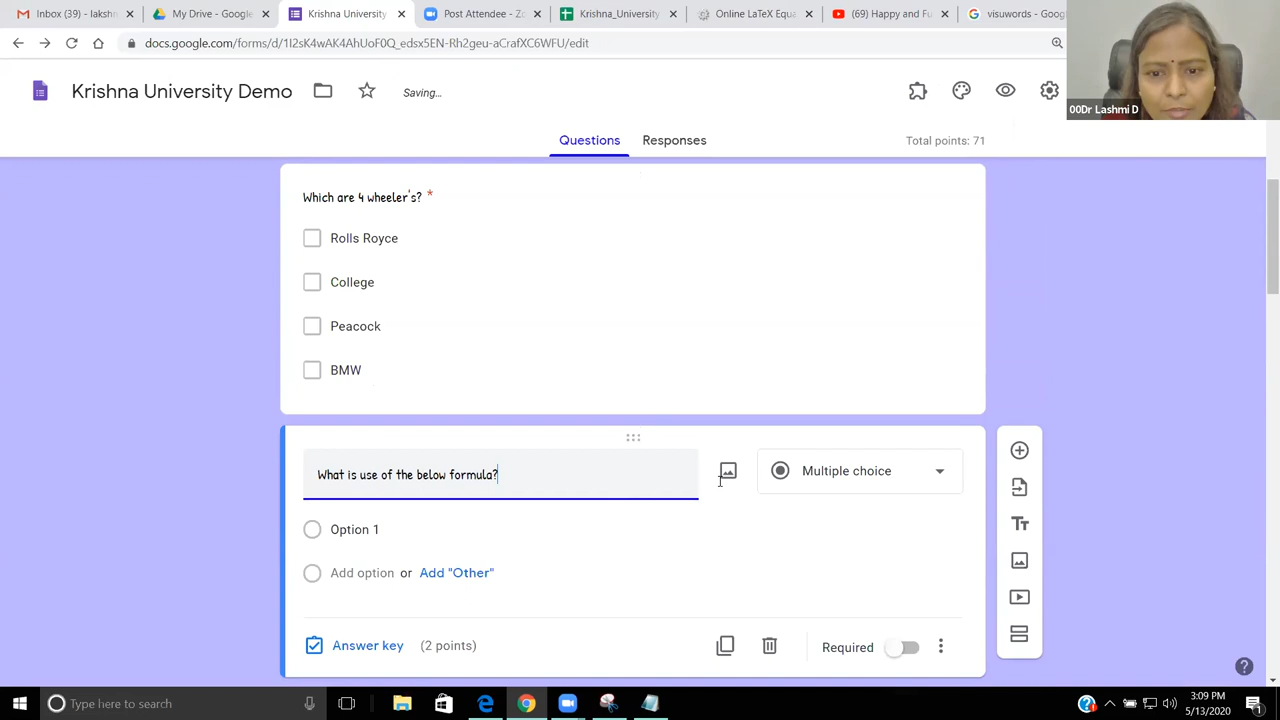 Inbox (39) - lakshm
My Drive - Google
Krishna University
Post Attendee - Zo
Krishna_University
Online LaTeX Equa
(69) Happy and Fu
visuwords - Goog
docs.google.com/forms/d/1I2sK4wAK4AhUoF0Q_edsx5EN-Rh2geu-aCrafXC6WFU/edit
Krishna University Demo
Saving...
00Dr Lashmi D
Questions
Responses
Total points: 71
Which are 4 wheeler's? *
Rolls Royce
College
Peacock
BMW
What is use of the below formula?
Multiple choice
Option 1
Add option or Add "Other"
Answer key (2 points)
Required
Type here to search
3:09 PM
5/13/2020